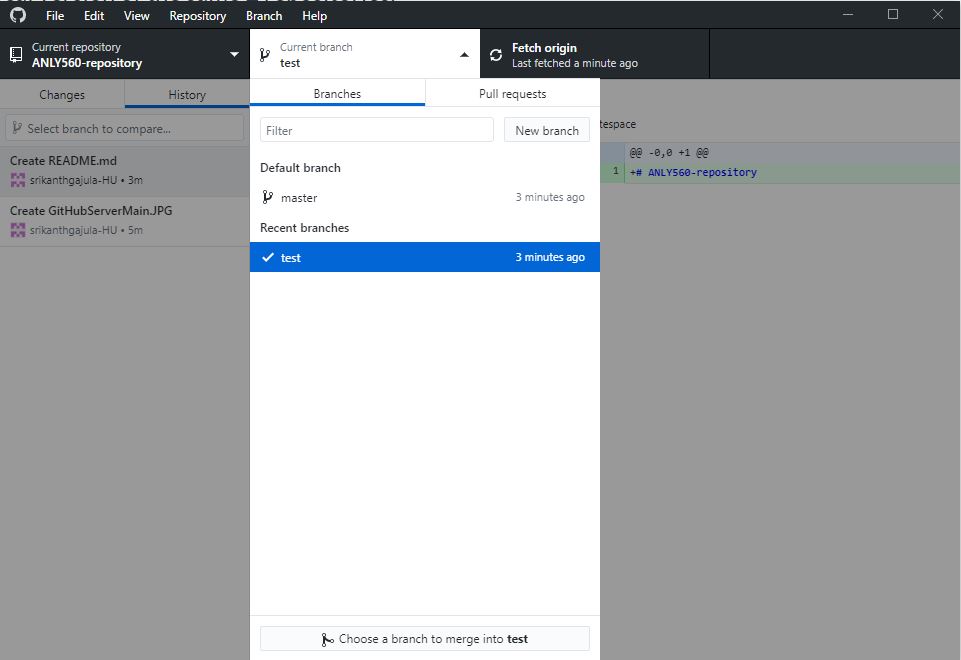 File Edit View Repository Branch Help
Current repository
ANLY560-repository
Current branch
test
Fetch origin
Last fetched a minute ago
Changes History
Select branch to compare...
Create README.md
srikanthgajula-HU • 3m
Create GitHubServerMain.JPG
srikanthgajula-HU • 5m
Branches Pull requests
Filter New branch
Default branch
master 3 minutes ago
Recent branches
test 3 minutes ago
Choose a branch to merge into test
tespace
@@ -0,0 +1 @@
1 +# ANLY560-repository